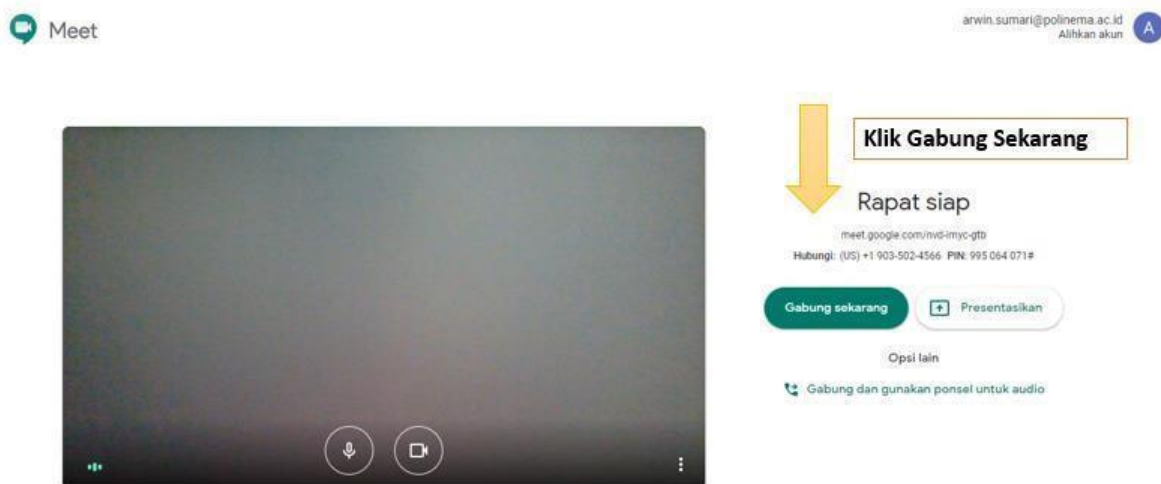 Meet
arwin.sumari@polinema.ac.id
Alihkan akun
A
Klik Gabung Sekarang
Rapat siap
meet.google.com/nvd-imyc-gtb
Hubungi: (US) +1 903-502-4566 PIN: 995 064 071#
Gabung sekarang
Presentasikan
Opsi lain
Gabung dan gunakan ponsel untuk audio